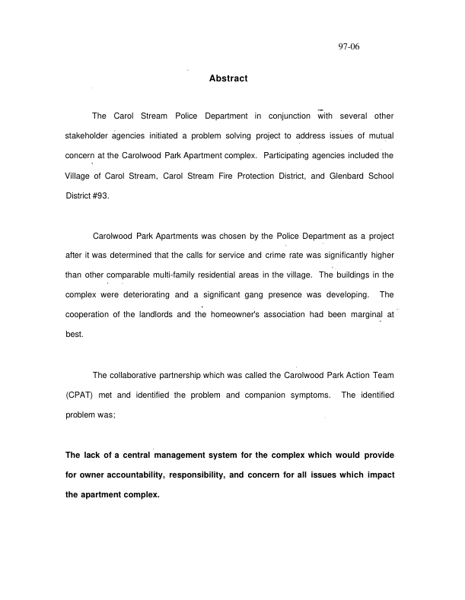 97-06
Abstract
The Carol Stream Police Department in conjunction with several other
stakeholder agencies initiated a problem solving project to address issues of mutual
concern at the Carolwood Park Apartment complex. Participating agencies included the
Village of Carol Stream, Carol Stream Fire Protection District, and Glenbard School
District #93.
Carolwood Park Apartments was chosen by the Police Department as a project
after it was determined that the calls for service and crime rate was significantly higher
than other comparable multi-family residential areas in the village. The buildings in the
complex were deteriorating and a significant gang presence was developing. The
cooperation of the landlords and the homeowner's association had been marginal at
best.
The collaborative partnership which was called the Carolwood Park Action Team
(CPAT) met and identified the problem and companion symptoms. The identified
problem was;
The lack of a central management system for the complex which would provide
for owner accountability, responsibility, and concern for all issues which impact
the apartment complex.